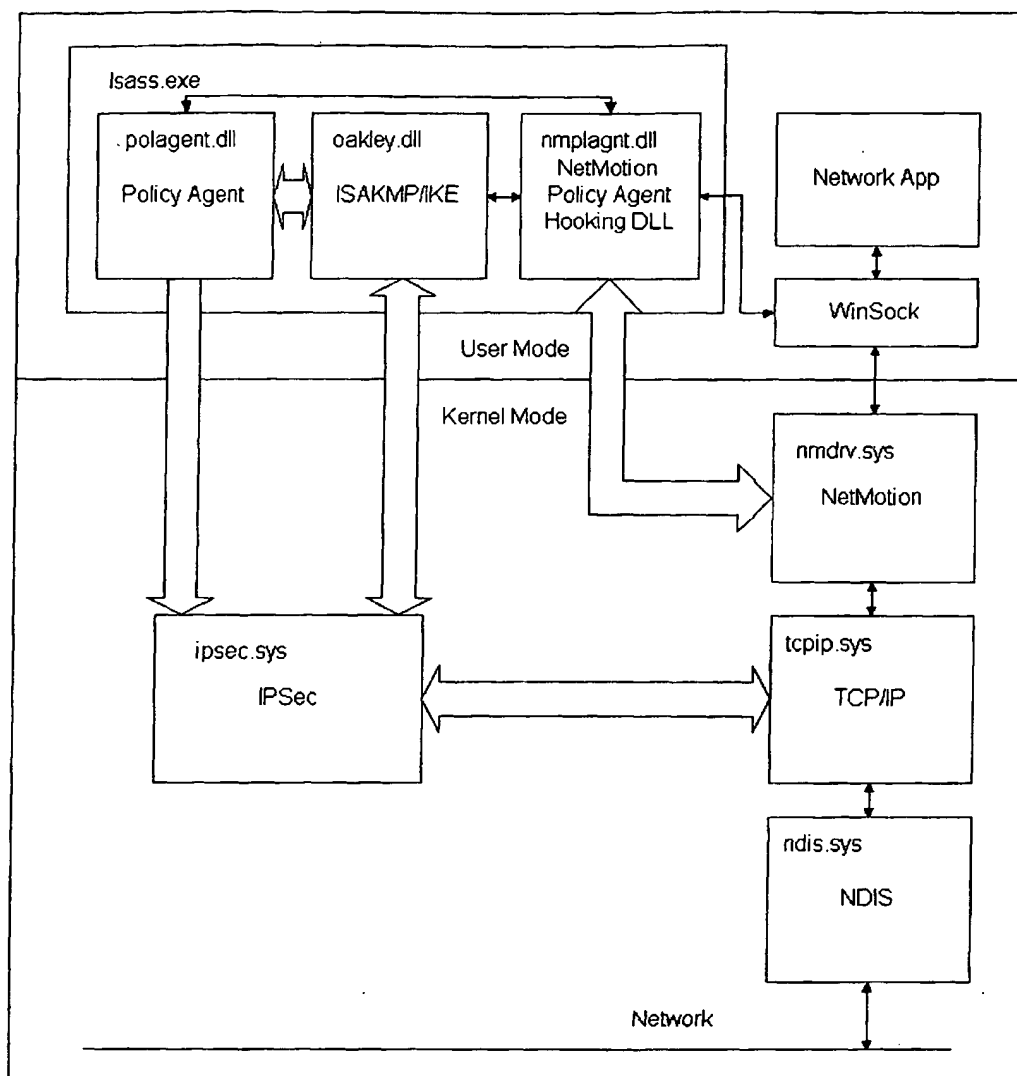 lsass.exe
polagent.dll
Policy Agent
oakley.dll
ISAKMP/IKE
nmplagnt.dll
NetMotion
Policy Agent
Hooking DLL
Network App
WinSock
User Mode
Kernel Mode
nmdrv.sys
NetMotion
ipsec.sys
IPSec
tcpip.sys
TCP/IP
ndis.sys
NDIS
Network